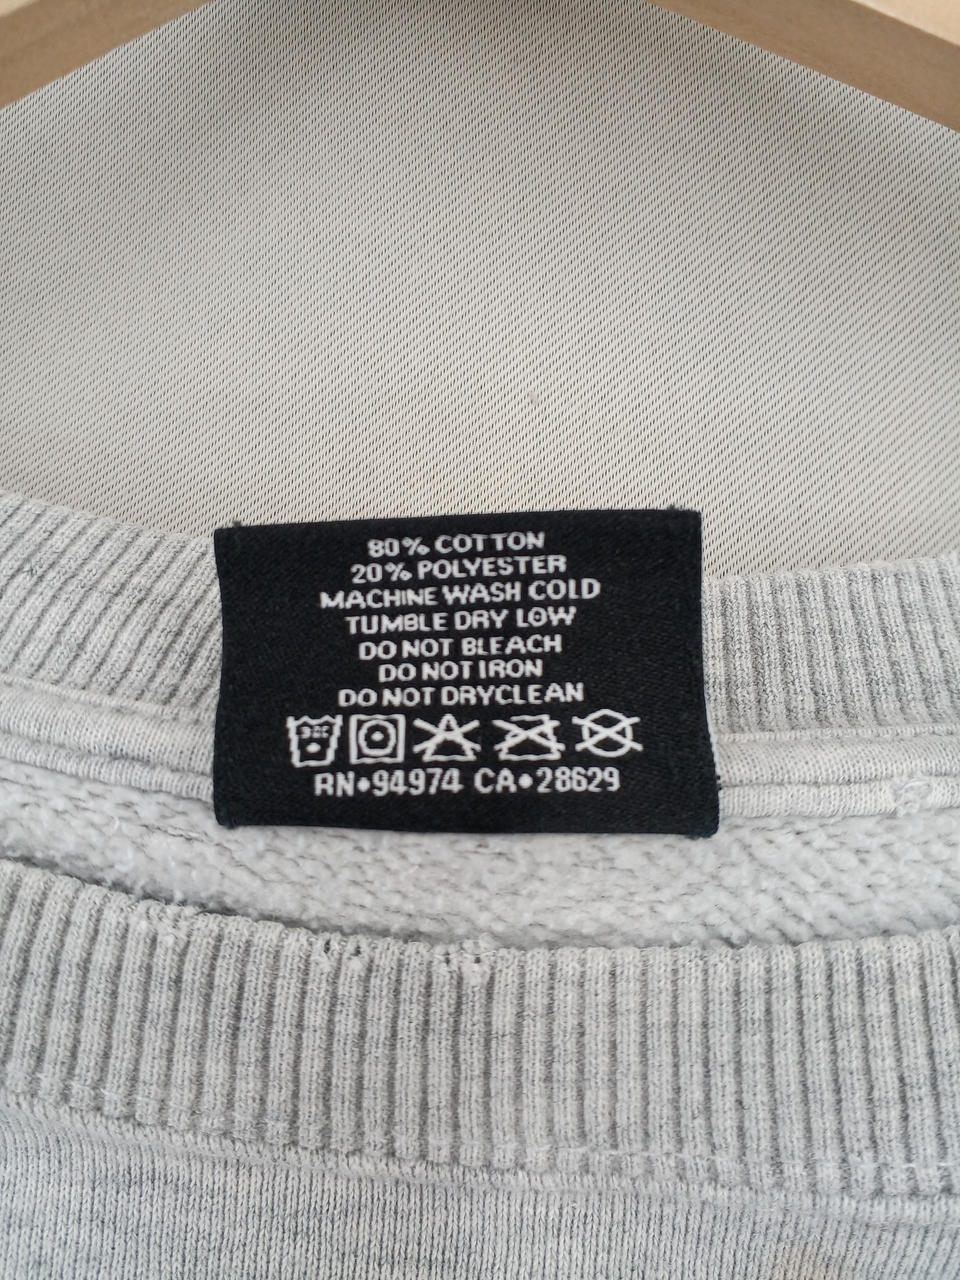 80% COTTON
20% POLYESTER
MACHINE WASH COLD
TUMBLE DRY LOW
DO NOT BLEACH
DO NOT IRON
DO NOT DRYCLEAN
RN•94974 CA•28629